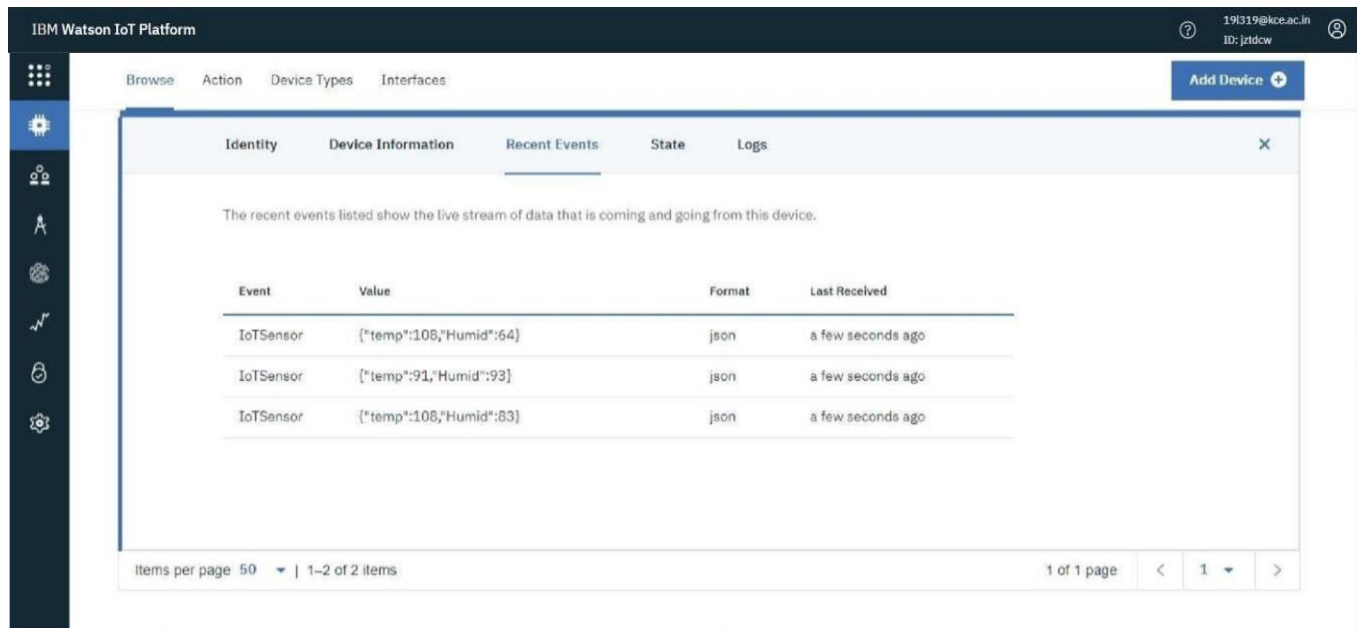 IBM Watson IoT Platform
19l319@kce.ac.in
ID: jztdcw
Browse Action Device Types Interfaces
Add Device
Identity Device Information Recent Events State Logs
The recent events listed show the live stream of data that is coming and going from this device.
Event Value Format Last Received
IoTSensor {"temp":108,"Humid":64} json a few seconds ago
IoTSensor {"temp":91,"Humid":93} json a few seconds ago
IoTSensor {"temp":108,"Humid":83} json a few seconds ago
Items per page 50 | 1–2 of 2 items 1 of 1 page < 1 >